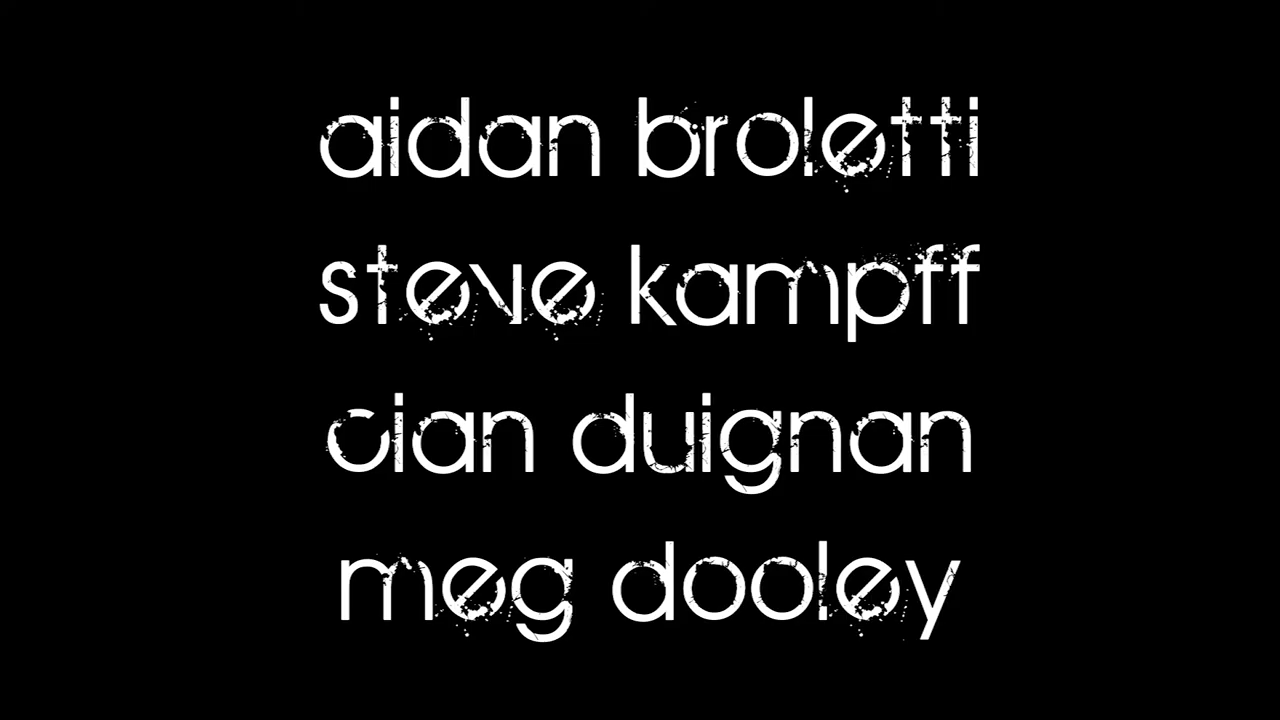 aidan broletti
steve kampff
cian duignan
meg dooley